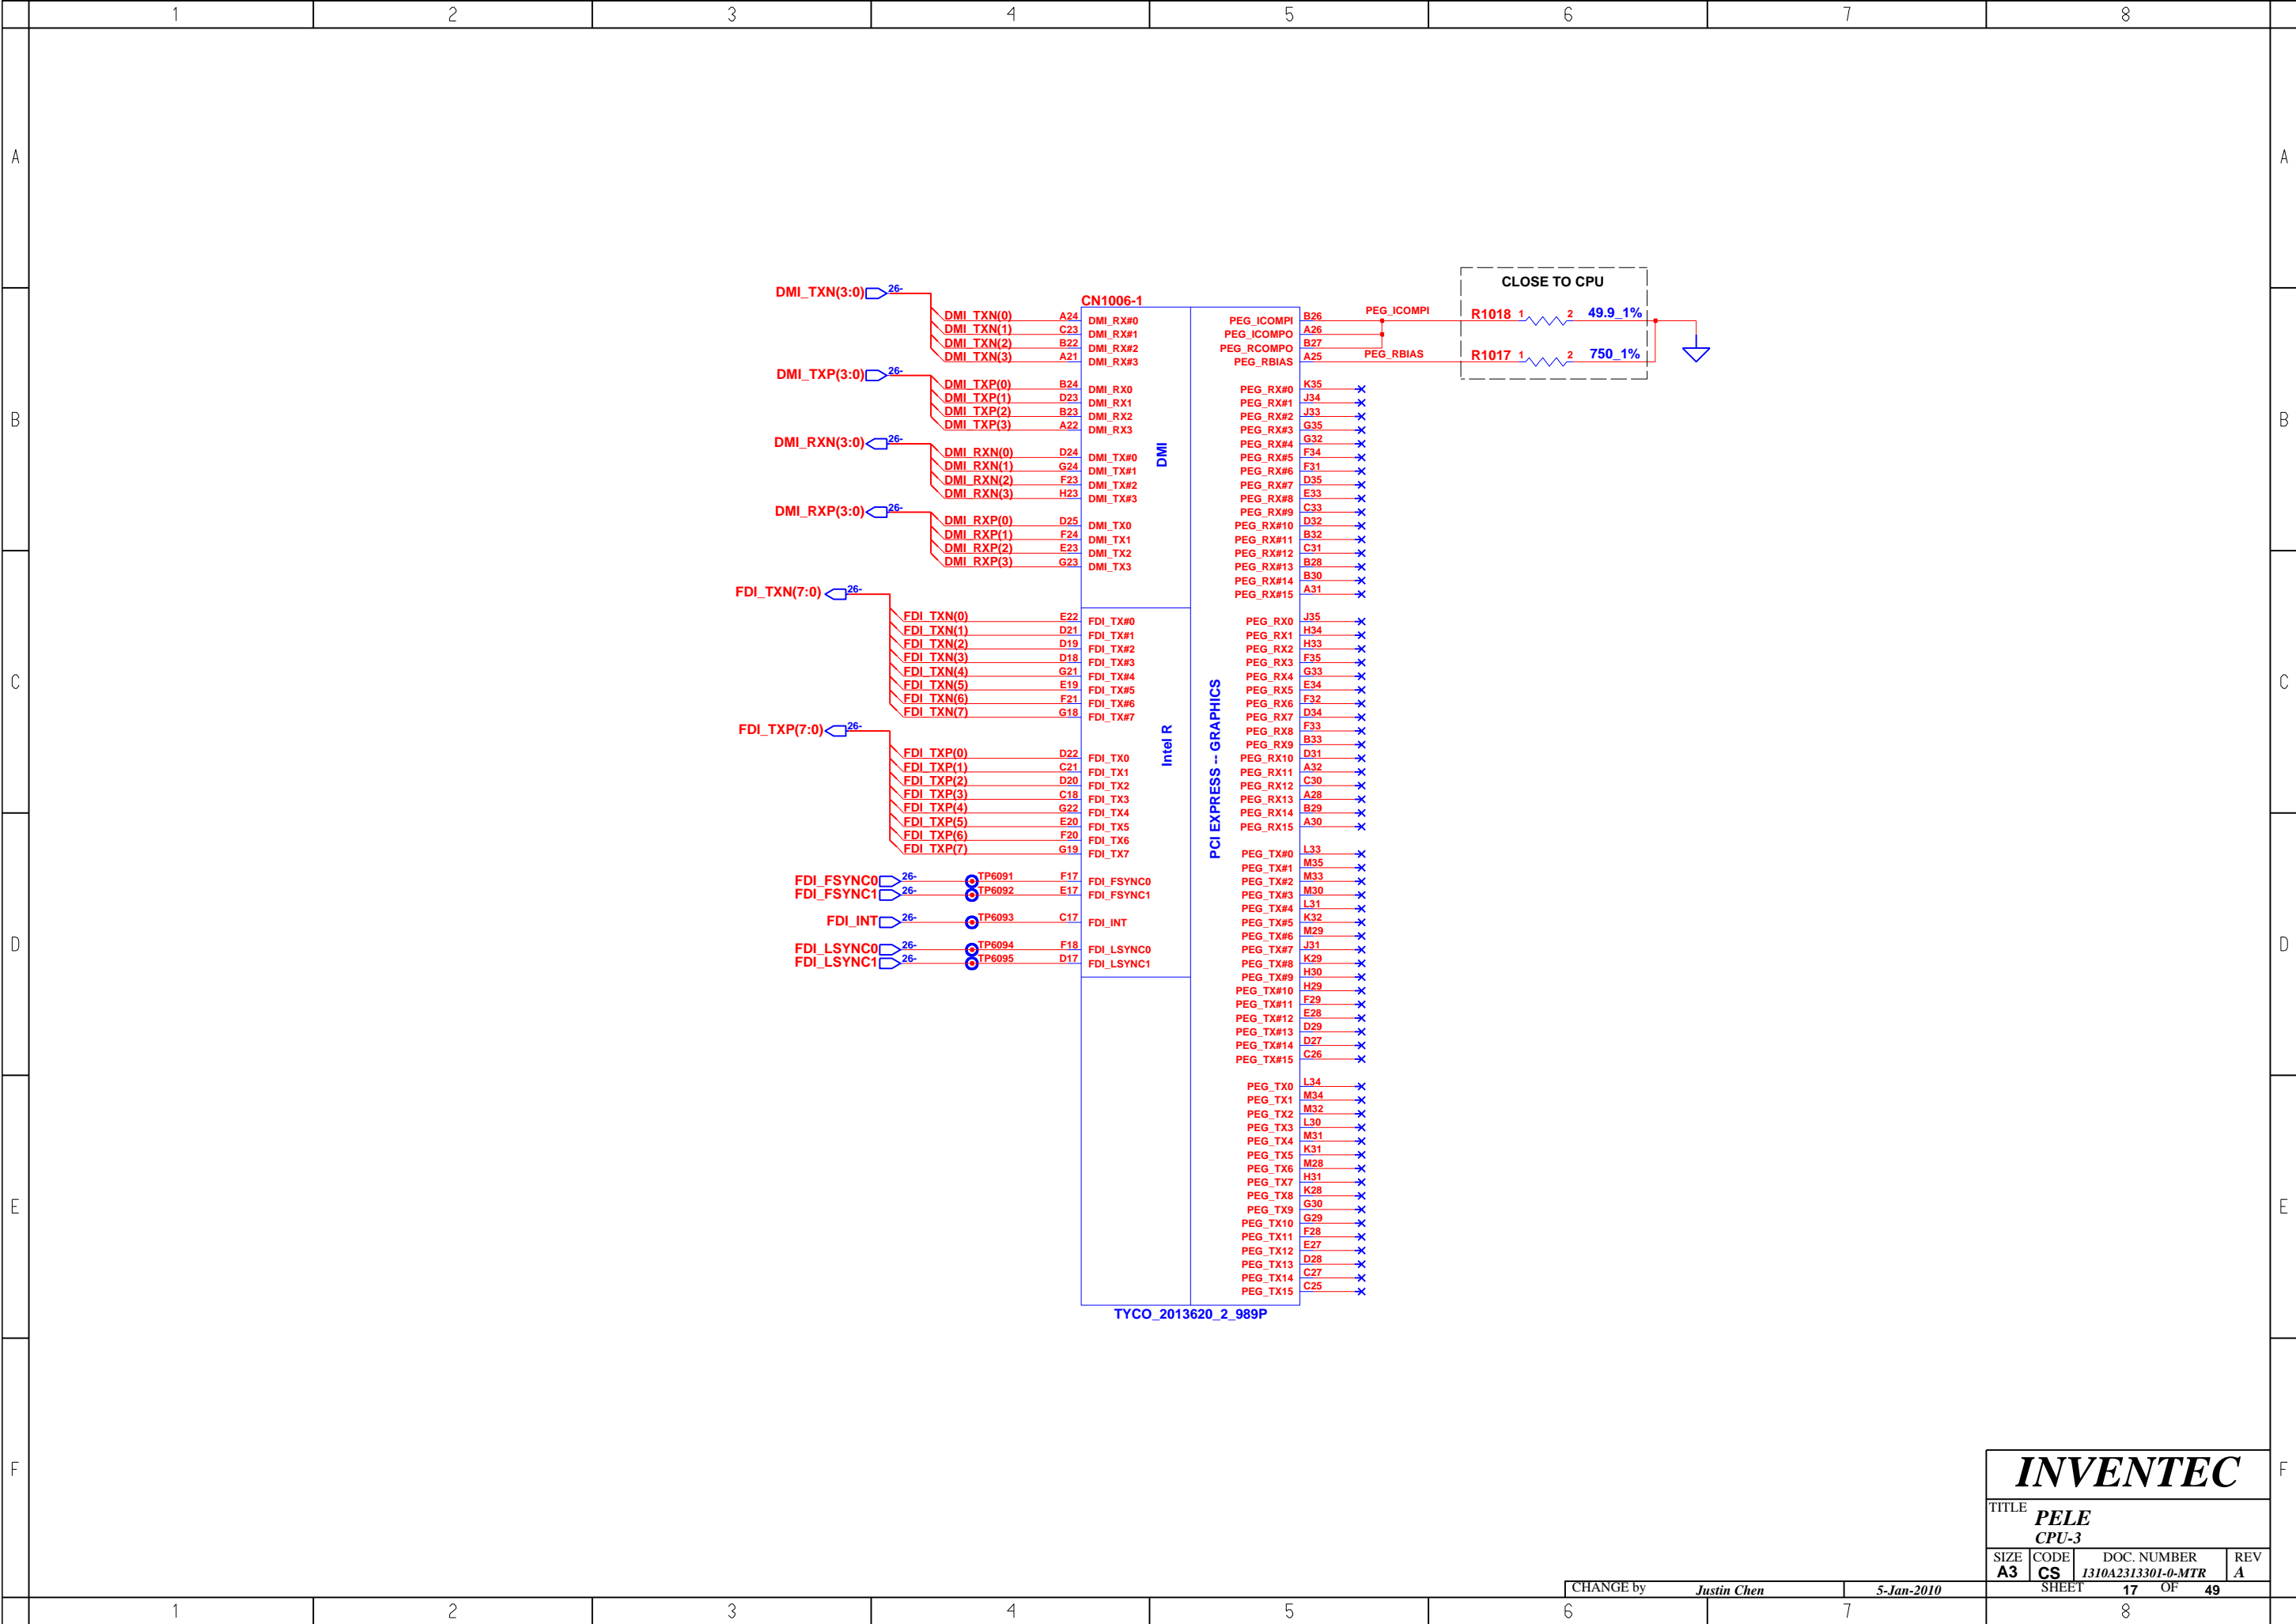 1 2 3 4 5 6 7 8
A A
B B
C C
D D
E E
F F
CLOSE TO CPU
R1018 1 2 49.9_1%
R1017 1 2 750_1%
PEG_ICOMPI
PEG_RBIAS
CN1006-1
DMI_TXN(3:0) 26-
DMI_TXN(0) A24 DMI_RX#0
DMI_TXN(1) C23 DMI_RX#1
DMI_TXN(2) B22 DMI_RX#2
DMI_TXN(3) A21 DMI_RX#3
DMI_TXP(3:0) 26-
DMI_TXP(0) B24 DMI_RX0
DMI_TXP(1) D23 DMI_RX1
DMI_TXP(2) B23 DMI_RX2
DMI_TXP(3) A22 DMI_RX3
DMI_RXN(3:0) 26-
DMI_RXN(0) D24 DMI_TX#0
DMI_RXN(1) G24 DMI_TX#1
DMI_RXN(2) F23 DMI_TX#2
DMI_RXN(3) H23 DMI_TX#3
DMI_RXP(3:0) 26-
DMI_RXP(0) D25 DMI_TX0
DMI_RXP(1) F24 DMI_TX1
DMI_RXP(2) E23 DMI_TX2
DMI_RXP(3) G23 DMI_TX3
DMI
FDI_TXN(7:0) 26-
FDI_TXN(0) E22 FDI_TX#0
FDI_TXN(1) D21 FDI_TX#1
FDI_TXN(2) D19 FDI_TX#2
FDI_TXN(3) D18 FDI_TX#3
FDI_TXN(4) G21 FDI_TX#4
FDI_TXN(5) E19 FDI_TX#5
FDI_TXN(6) F21 FDI_TX#6
FDI_TXN(7) G18 FDI_TX#7
FDI_TXP(7:0) 26-
FDI_TXP(0) D22 FDI_TX0
FDI_TXP(1) C21 FDI_TX1
FDI_TXP(2) D20 FDI_TX2
FDI_TXP(3) C18 FDI_TX3
FDI_TXP(4) G22 FDI_TX4
FDI_TXP(5) E20 FDI_TX5
FDI_TXP(6) F20 FDI_TX6
FDI_TXP(7) G19 FDI_TX7
Intel R
FDI_FSYNC0 26- TP6091 F17 FDI_FSYNC0
FDI_FSYNC1 26- TP6092 E17 FDI_FSYNC1
FDI_INT 26- TP6093 C17 FDI_INT
FDI_LSYNC0 26- TP6094 F18 FDI_LSYNC0
FDI_LSYNC1 26- TP6095 D17 FDI_LSYNC1
PCI EXPRESS -- GRAPHICS
PEG_ICOMPI B26
PEG_ICOMPO A26
PEG_RCOMPO B27
PEG_RBIAS A25
PEG_RX#0 K35
PEG_RX#1 J34
PEG_RX#2 J33
PEG_RX#3 G35
PEG_RX#4 G32
PEG_RX#5 F34
PEG_RX#6 F31
PEG_RX#7 D35
PEG_RX#8 E33
PEG_RX#9 C33
PEG_RX#10 D32
PEG_RX#11 B32
PEG_RX#12 C31
PEG_RX#13 B28
PEG_RX#14 B30
PEG_RX#15 A31
PEG_RX0 J35
PEG_RX1 H34
PEG_RX2 H33
PEG_RX3 F35
PEG_RX4 G33
PEG_RX5 E34
PEG_RX6 F32
PEG_RX7 D34
PEG_RX8 F33
PEG_RX9 B33
PEG_RX10 D31
PEG_RX11 A32
PEG_RX12 C30
PEG_RX13 A28
PEG_RX14 B29
PEG_RX15 A30
PEG_TX#0 L33
PEG_TX#1 M35
PEG_TX#2 M33
PEG_TX#3 M30
PEG_TX#4 L31
PEG_TX#5 K32
PEG_TX#6 M29
PEG_TX#7 J31
PEG_TX#8 K29
PEG_TX#9 H30
PEG_TX#10 H29
PEG_TX#11 F29
PEG_TX#12 E28
PEG_TX#13 D29
PEG_TX#14 D27
PEG_TX#15 C26
PEG_TX0 L34
PEG_TX1 M34
PEG_TX2 M32
PEG_TX3 L30
PEG_TX4 M31
PEG_TX5 K31
PEG_TX6 M28
PEG_TX7 H31
PEG_TX8 K28
PEG_TX9 G30
PEG_TX10 G29
PEG_TX11 F28
PEG_TX12 E27
PEG_TX13 D28
PEG_TX14 C27
PEG_TX15 C25
TYCO_2013620_2_989P
INVENTEC
TITLE
PELE
CPU-3
SIZE CODE DOC. NUMBER REV
A3 CS 1310A2313301-0-MTR A
CHANGE by Justin Chen 5-Jan-2010 SHEET 17 OF 49
1 2 3 4 5 6 7 8